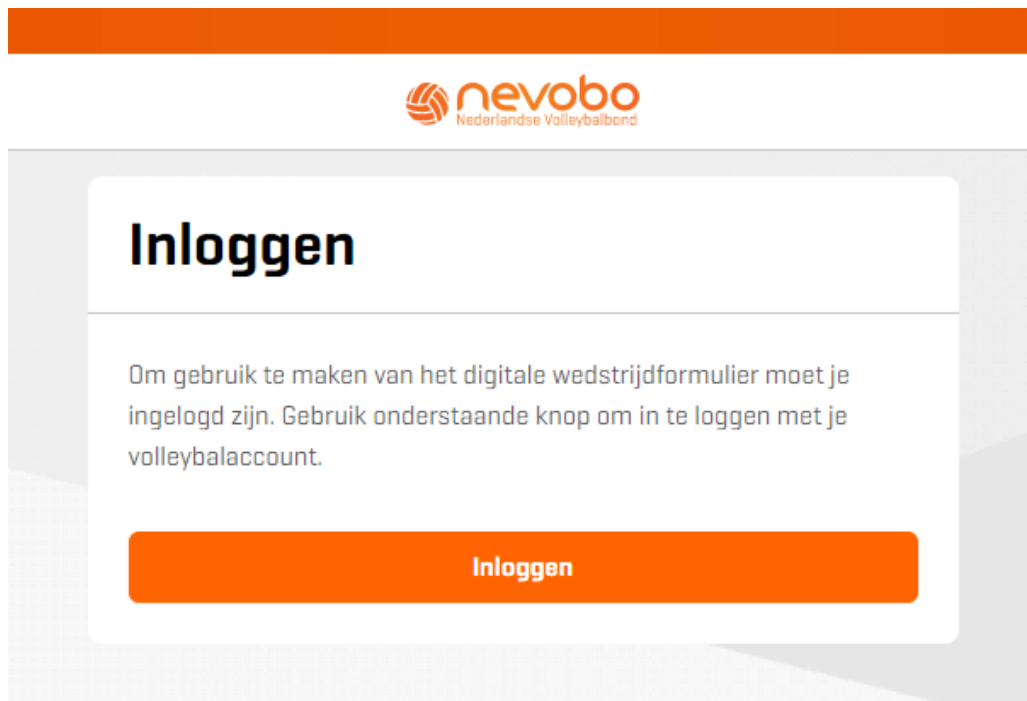 nevobo
Nederlandse Volleybalbond
Inloggen
Om gebruik te maken van het digitale wedstrijdformulier moet je
ingelogd zijn. Gebruik onderstaande knop om in te loggen met je
volleybalaccount.
Inloggen